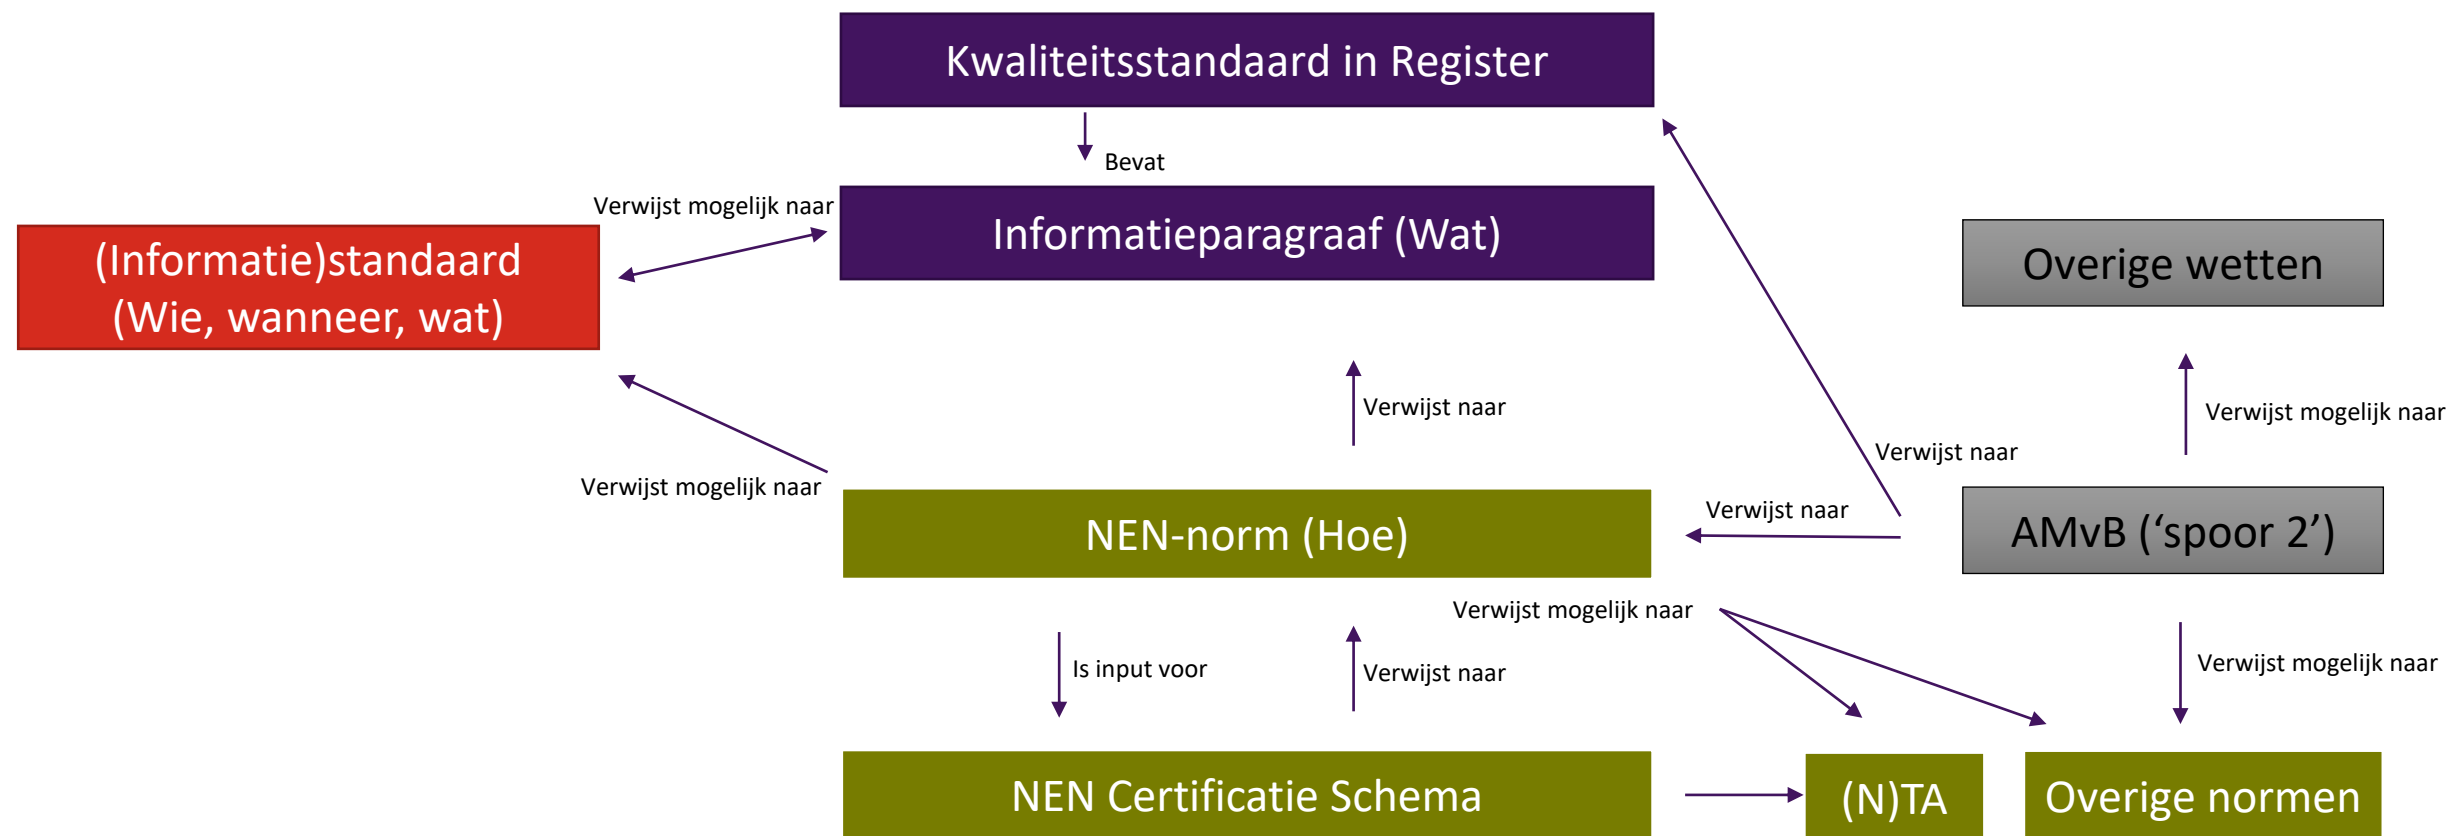 Kwaliteitsstandaard in Register
Bevat
Verwijst mogelijk naar
Informatieparagraaf (Wat)
(Informatie)standaard
(Wie, wanneer, wat)
Overige wetten
Verwijst naar
Verwijst mogelijk naar
Verwijst naar
Verwijst mogelijk naar
Verwijst naar
NEN-norm (Hoe)
AMvB (‘spoor 2’)
Verwijst mogelijk naar
Is input voor
Verwijst naar
Verwijst mogelijk naar
NEN Certificatie Schema
(N)TA
Overige normen